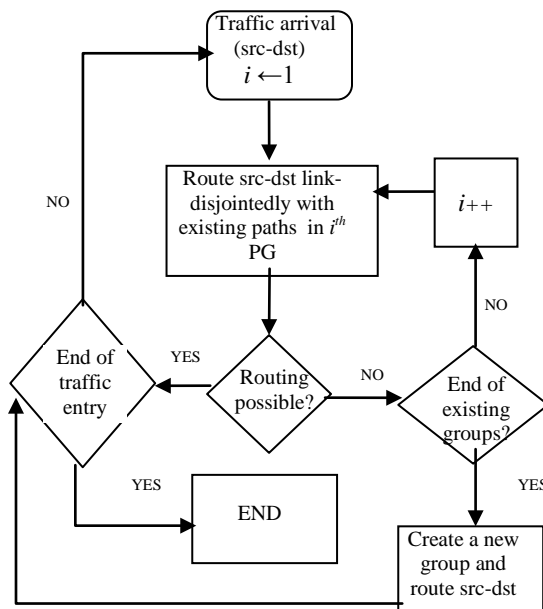 Traffic arrival
(src-dst)
i ←1
Route src-dst link-
disjointedly with
existing paths in iᵗʰ
PG
i++
NO
NO
End of
traffic
entry
YES
Routing
possible?
NO
End of
existing
groups?
YES
END
YES
Create a new
group and
route src-dst